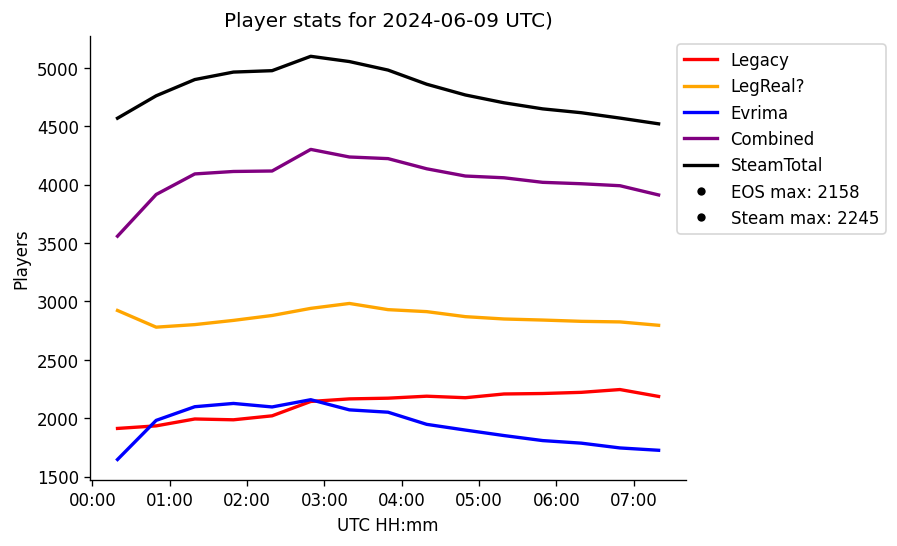 Player stats for 2024-06-09 UTC)
Legacy
LegReal?
Evrima
Combined
SteamTotal
EOS max: 2158
Steam max: 2245
Players
5000
4500
4000
3500
3000
2500
2000
1500
00:00 01:00 02:00 03:00 04:00 05:00 06:00 07:00
UTC HH:mm